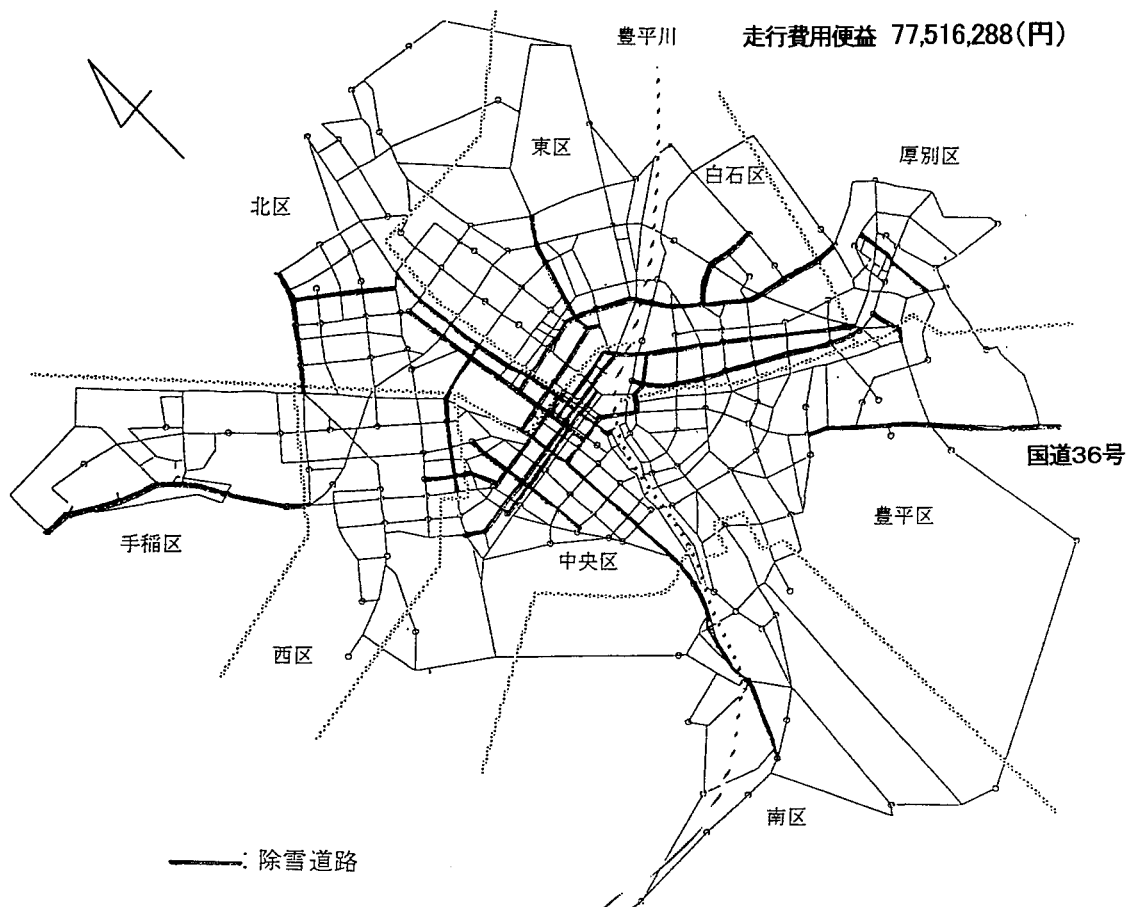 豊平川
走行費用便益 77,516,288(円)
東区
白石区
厚別区
北区
国道36号
豊平区
手稲区
中央区
西区
南区
: 除雪道路